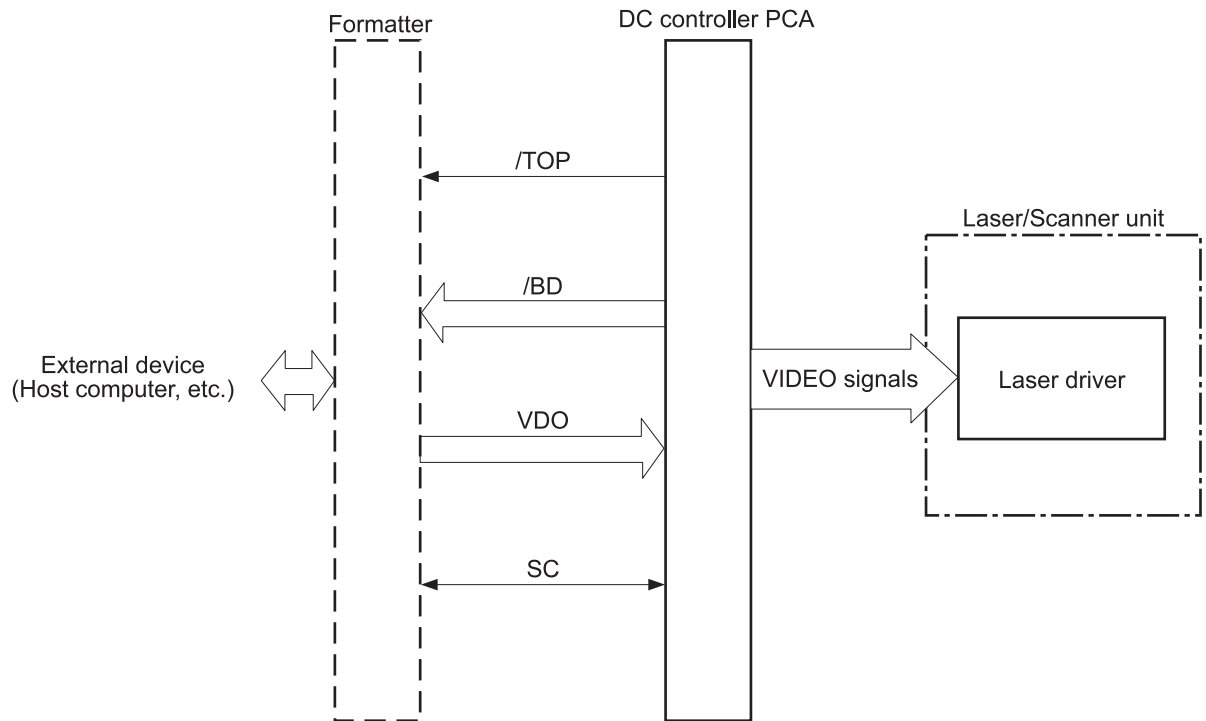 Formatter
DC controller PCA
/TOP
Laser/Scanner unit
/BD
External device
(Host computer, etc.)
VIDEO signals
Laser driver
VDO
SC